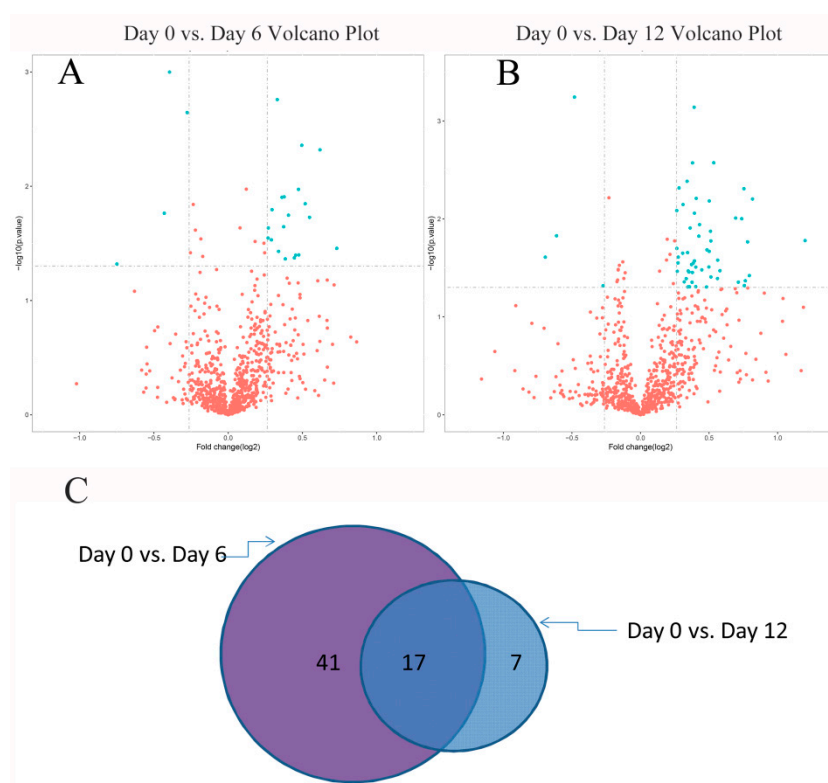 Day 0 vs. Day 6 Volcano Plot
Day 0 vs. Day 12 Volcano Plot
A
B
3
2
1
0
−log10(p.value)
−1.0 −0.5 0.0 0.5 1.0
Fold change(log2)
3
2
1
0
−log10(p.value)
−1.0 −0.5 0.0 0.5 1.0
Fold change(log2)
C
Day 0 vs. Day 6
Day 0 vs. Day 12
41 17 7